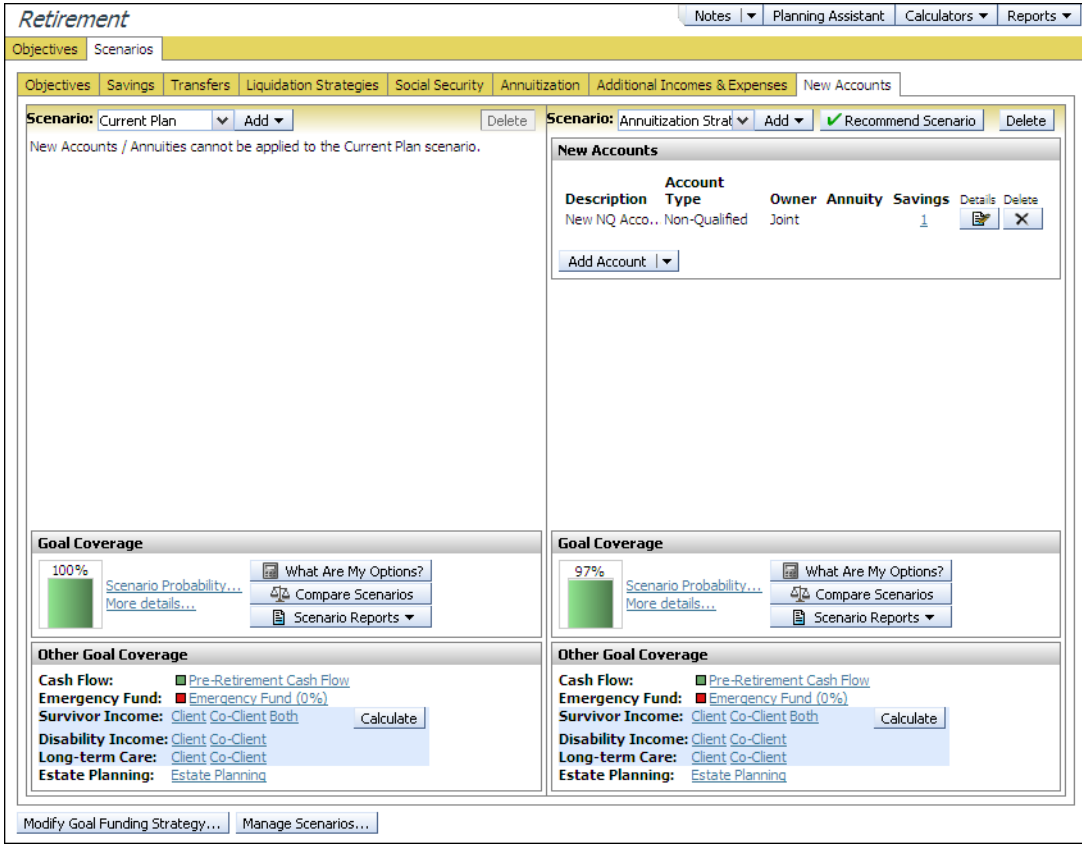 Retirement
Notes Planning Assistant Calculators Reports
Objectives Scenarios
Objectives Savings Transfers Liquidation Strategies Social Security Annuitization Additional Incomes & Expenses New Accounts
Scenario: Current Plan Add Delete
New Accounts / Annuities cannot be applied to the Current Plan scenario.
Goal Coverage
100%
Scenario Probability...
More details...
What Are My Options?
Compare Scenarios
Scenario Reports
Other Goal Coverage
Cash Flow: Pre-Retirement Cash Flow
Emergency Fund: Emergency Fund (0%)
Survivor Income: Client Co-Client Both Calculate
Disability Income: Client Co-Client
Long-term Care: Client Co-Client
Estate Planning: Estate Planning
Scenario: Annuitization Strat Add Recommend Scenario Delete
New Accounts
Description Account Type Owner Annuity Savings Details Delete
New NQ Acco.. Non-Qualified Joint 1
Add Account
Goal Coverage
97%
Scenario Probability...
More details...
What Are My Options?
Compare Scenarios
Scenario Reports
Other Goal Coverage
Cash Flow: Pre-Retirement Cash Flow
Emergency Fund: Emergency Fund (0%)
Survivor Income: Client Co-Client Both Calculate
Disability Income: Client Co-Client
Long-term Care: Client Co-Client
Estate Planning: Estate Planning
Modify Goal Funding Strategy... Manage Scenarios...